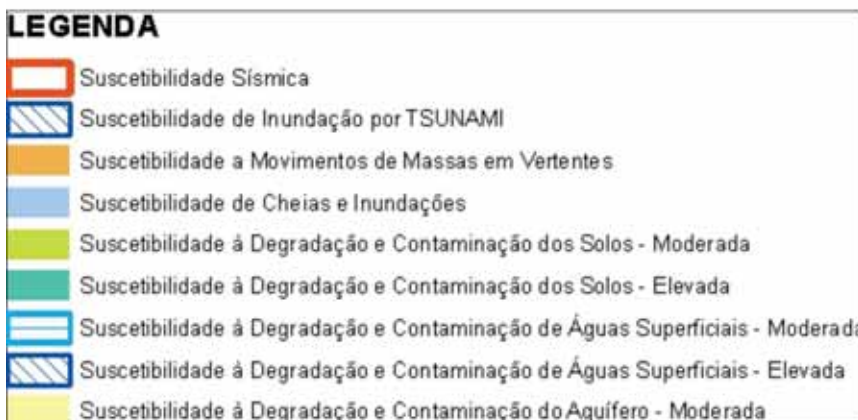 LEGENDA
Suscetibilidade Sísmica
Suscetibilidade de Inundação por TSUNAMI
Suscetibilidade a Movimentos de Massas em Vertentes
Suscetibilidade de Cheias e Inundações
Suscetibilidade á Degradação e Contaminação dos Solos - Moderada
Suscetibilidade á Degradação e Contaminação dos Solos - Elevada
Suscetibilidade á Degradação e Contaminação de Águas Superficiais - Moderada
Suscetibilidade á Degradação e Contaminação de Águas Superficiais - Elevada
Suscetibilidade á Degradação e Contaminação do Aquífero - Moderada